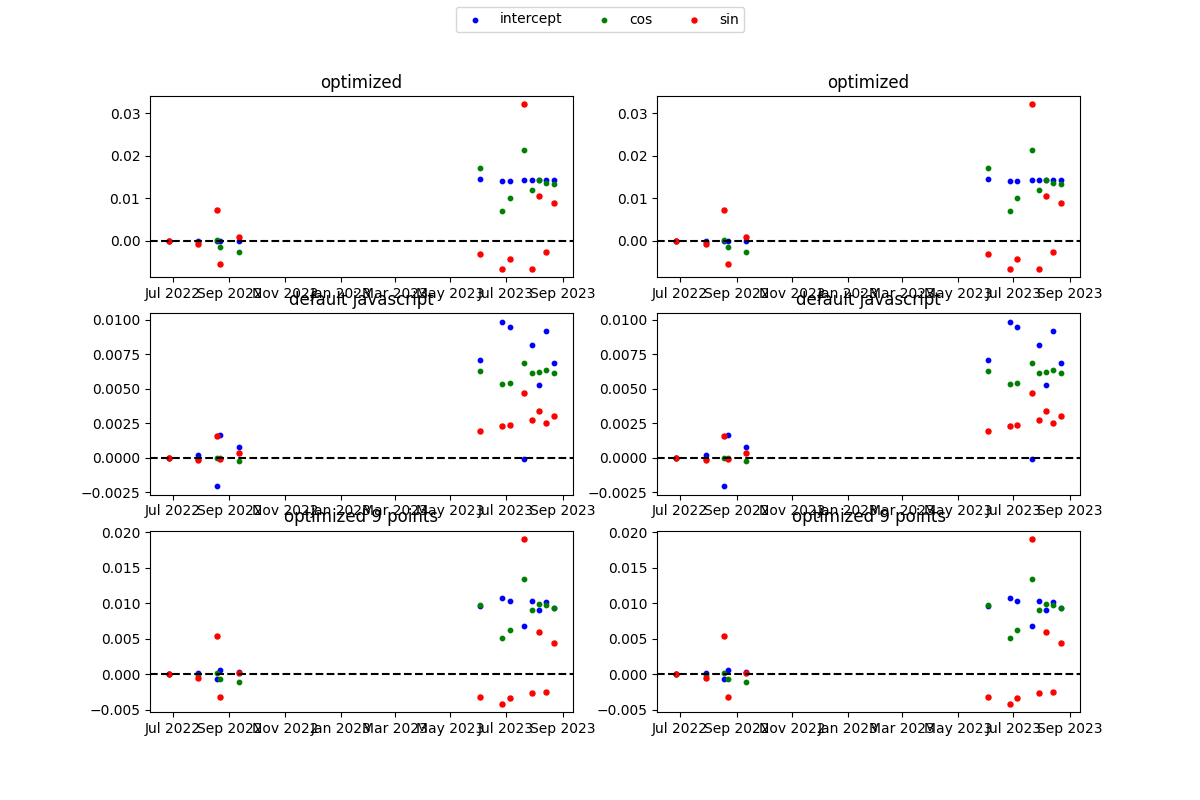 intercept cos sin
optimized optimized
0.03 0.03
0.02 0.02
0.01 0.01
0.00 0.00
Jul 2022 Sep 2022 Nov 2022 Jan 2023 Mar 2023 May 2023 Jul 2023 Sep 2023 Jul 2022 Sep 2022 Nov 2022 Jan 2023 Mar 2023 May 2023 Jul 2023 Sep 2023
default javascript default javascript
0.0100 0.0100
0.0075 0.0075
0.0050 0.0050
0.0025 0.0025
0.0000 0.0000
−0.0025 −0.0025
Jul 2022 Sep 2022 Nov 2022 Jan 2023 Mar 2023 May 2023 Jul 2023 Sep 2023 Jul 2022 Sep 2022 Nov 2022 Jan 2023 Mar 2023 May 2023 Jul 2023 Sep 2023
optimized 9 points optimized 9 points
0.020 0.020
0.015 0.015
0.010 0.010
0.005 0.005
0.000 0.000
−0.005 −0.005
Jul 2022 Sep 2022 Nov 2022 Jan 2023 Mar 2023 May 2023 Jul 2023 Sep 2023 Jul 2022 Sep 2022 Nov 2022 Jan 2023 Mar 2023 May 2023 Jul 2023 Sep 2023